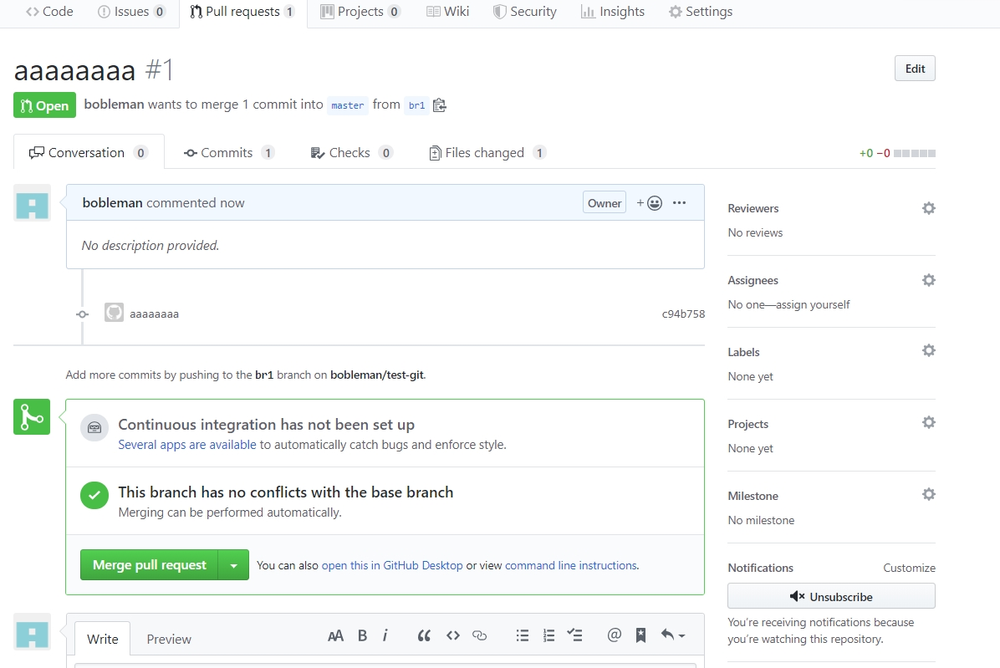 Code Issues 0 Pull requests 1 Projects 0 Wiki Security Insights Settings
aaaaaaaa #1
Edit
Open bobleman wants to merge 1 commit into master from br1
Conversation 0 Commits 1 Checks 0 Files changed 1
+0 −0
bobleman commented now
Owner + ···
No description provided.
aaaaaaaa c94b758
Add more commits by pushing to the br1 branch on bobleman/test-git.
Continuous integration has not been set up
Several apps are available to automatically catch bugs and enforce style.
This branch has no conflicts with the base branch
Merging can be performed automatically.
Merge pull request You can also open this in GitHub Desktop or view command line instructions.
Write Preview AA B i “ <> @
Reviewers
No reviews
Assignees
No one—assign yourself
Labels
None yet
Projects
None yet
Milestone
No milestone
Notifications Customize
Unsubscribe
You’re receiving notifications because
you’re watching this repository.